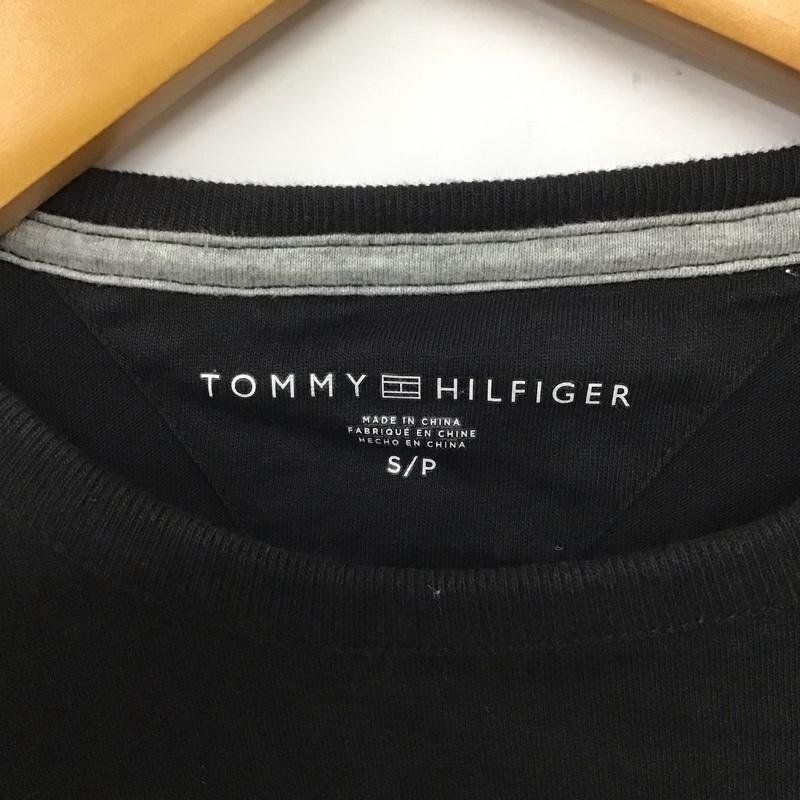 TOMMY HILFIGER
MADE IN CHINA
FABRIQUÉ EN CHINE
HECHO EN CHINA
S/P